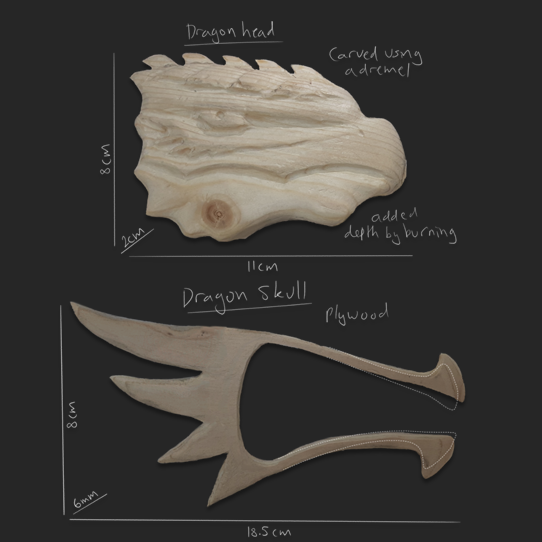 Dragon head
Carved using
a dremel
8cm
2cm
added
depth by burning
11cm
Dragon Skull
Plywood
8cm
6mm
18.5cm